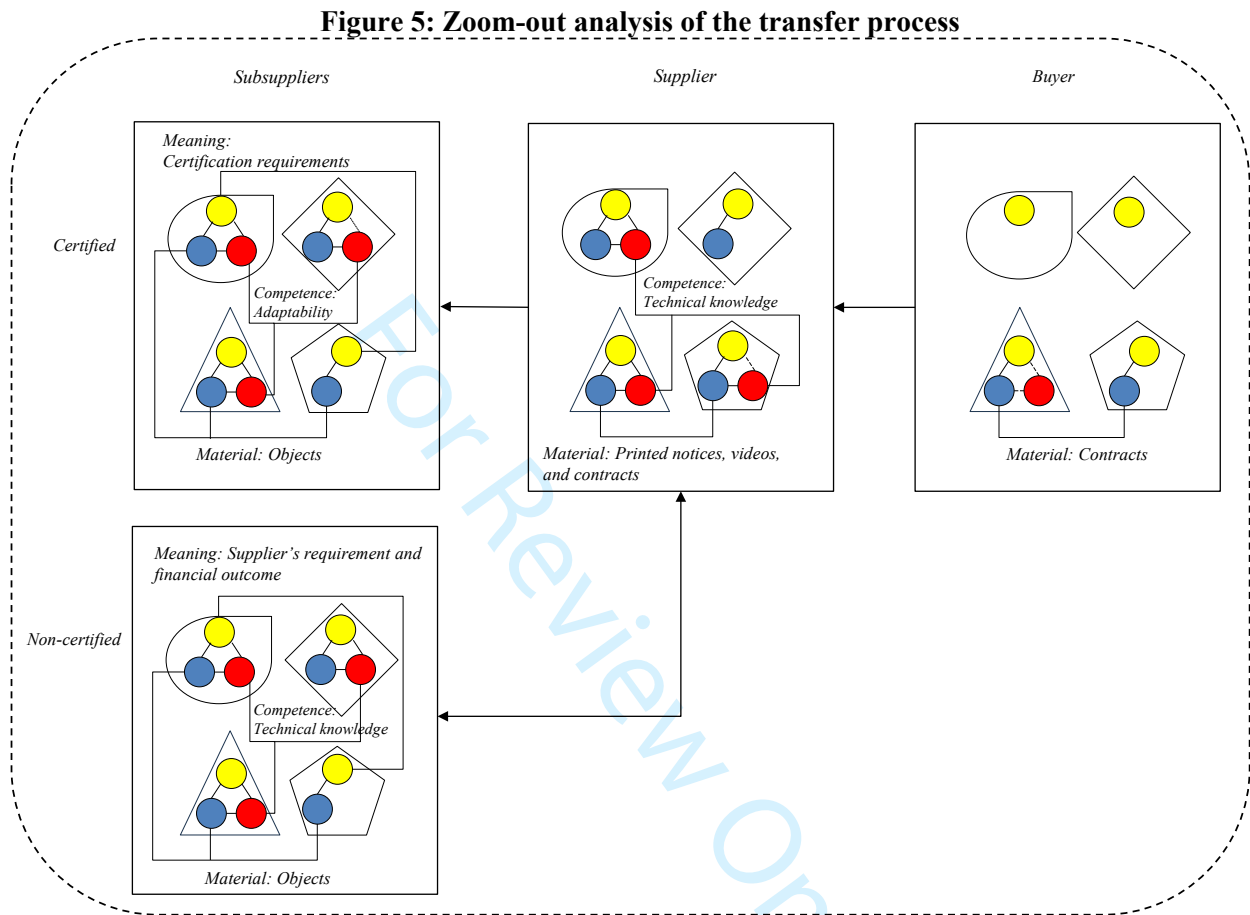 Figure 5: Zoom-out analysis of the transfer process
Subsuppliers
Supplier
Buyer
Certified
Meaning:
Certification requirements
Competence:
Adaptability
Material: Objects
Competence:
Technical knowledge
Material: Printed notices, videos,
and contracts
Material: Contracts
Non-certified
Meaning: Supplier's requirement and
financial outcome
Competence:
Technical knowledge
Material: Objects
For Review On